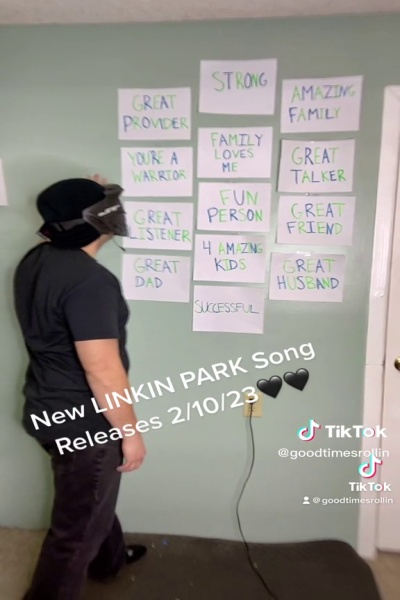 STRONG
GREAT
PROVIDER
AMAZING
FAMILY
YOU'RE A
WARRIOR
FAMILY
LOVES
ME
GREAT
TALKER
GREAT
LISTENER
FUN
PERSON
GREAT
FRIEND
GREAT
DAD
4 AMAZING
KIDS
GREAT
HUSBAND
SUCCESSFUL
New LINKIN PARK Song
Releases 2/10/23🖤🖤
TikTok
@goodtimesrollin
TikTok
@goodtimesrollin